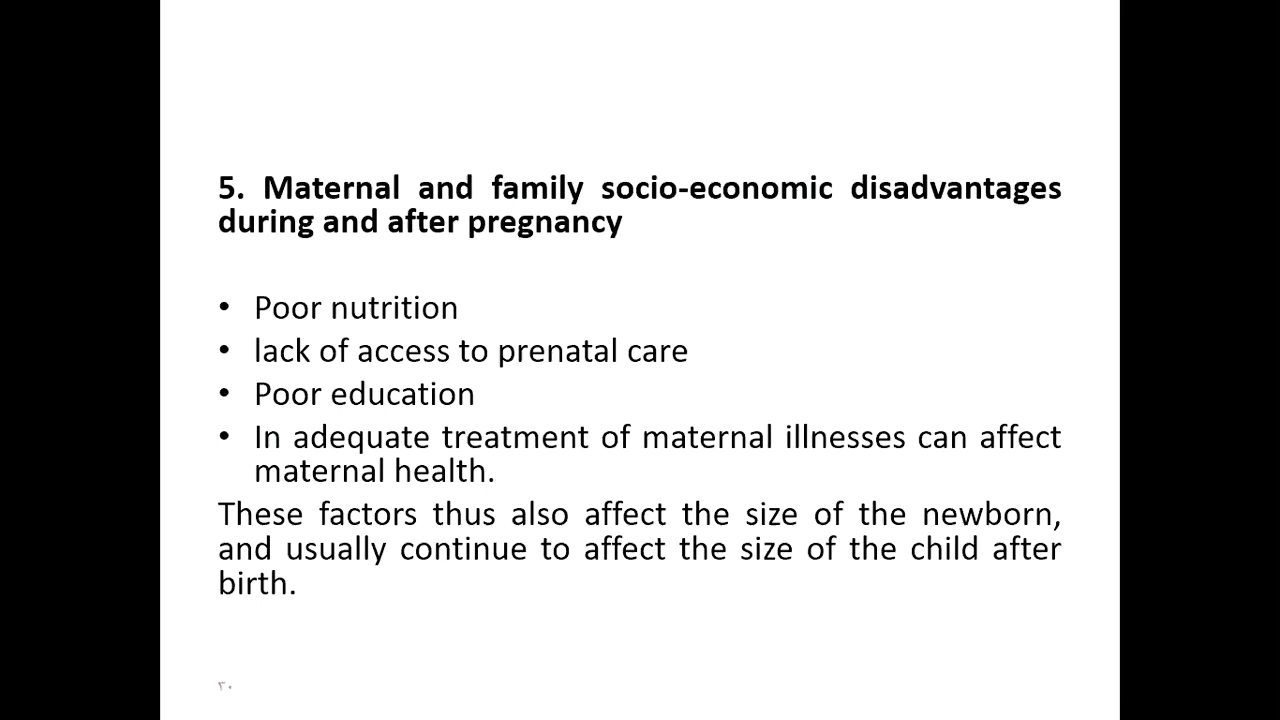 5. Maternal and family socio-economic disadvantages
during and after pregnancy
• Poor nutrition
• lack of access to prenatal care
• Poor education
• In adequate treatment of maternal illnesses can affect
maternal health.
These factors thus also affect the size of the newborn,
and usually continue to affect the size of the child after
birth.
٣٠